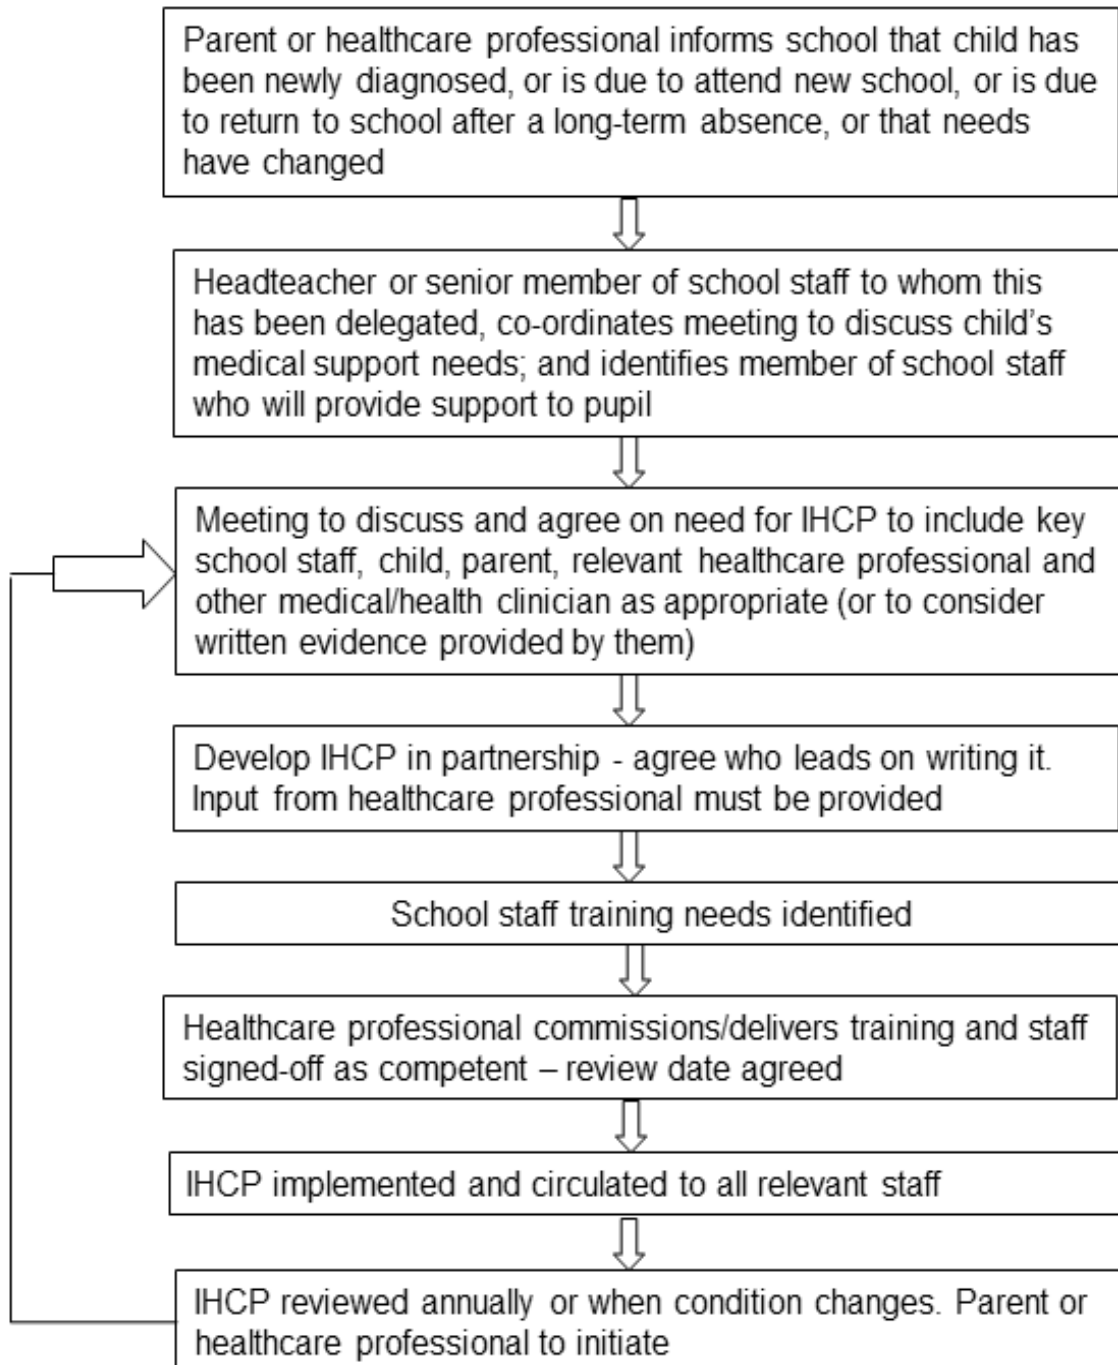 Parent or healthcare professional informs school that child has
been newly diagnosed, or is due to attend new school, or is due
to return to school after a long-term absence, or that needs
have changed
Headteacher or senior member of school staff to whom this
has been delegated, co-ordinates meeting to discuss child's
medical support needs; and identifies member of school staff
who will provide support to pupil
Meeting to discuss and agree on need for IHCP to include key
school staff, child, parent, relevant healthcare professional and
other medical/health clinician as appropriate (or to consider
written evidence provided by them)
Develop IHCP in partnership - agree who leads on writing it.
Input from healthcare professional must be provided
School staff training needs identified
Healthcare professional commissions/delivers training and staff
signed-off as competent – review date agreed
IHCP implemented and circulated to all relevant staff
IHCP reviewed annually or when condition changes. Parent or
healthcare professional to initiate